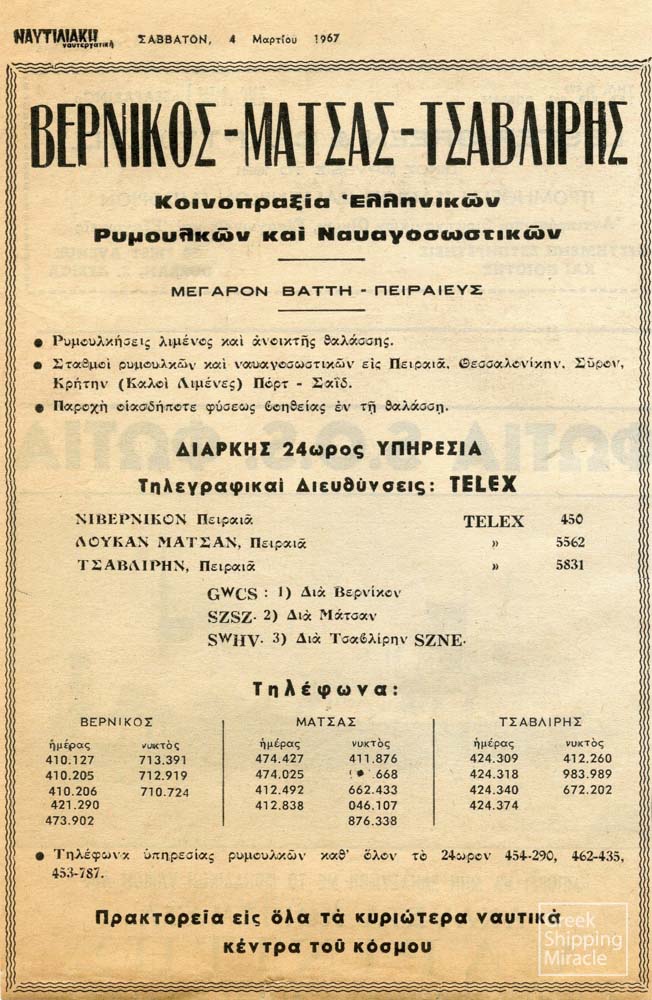 ΝΑΥΤΙΛΙΑΚΗ
ναυτεργατική
ΣΑΒΒΑΤΟΝ, 4 Μαρτίου 1967
ΒΕΡΝΙΚΟΣ - ΜΑΤΣΑΣ - ΤΣΑΒΛΙΡΗΣ
Κοινοπραξία Ἑλληνικῶν
Ρυμουλκῶν καὶ Ναυαγοσωστικῶν
ΜΕΓΑΡΟΝ ΒΑΤΤΗ - ΠΕΙΡΑΙΕΥΣ
● Ρυμουλκήσεις λιμένος καὶ ἀνοικτῆς θαλάσσης.
● Σταθμοὶ ρυμουλκῶν καὶ ναυαγοσωστικῶν εἰς Πειραιᾶ, Θεσσαλονίκην, Σῦρον,
Κρήτην (Καλοὶ Λιμένες) Πόρτ - Σαΐδ.
● Παροχὴ οἱασδήποτε φύσεως βοηθείας ἐν τῇ θαλάσσῃ.
ΔΙΑΡΚΗΣ 24ωρος ΥΠΗΡΕΣΙΑ
Τηλεγραφικαὶ Διευθύνσεις: TELEX
ΝΙΒΕΡΝΙΚΟΝ Πειραιᾶ TELEX 450
ΛΟΥΚΑΝ ΜΑΤΣΑΝ, Πειραιᾶ » 5562
ΤΣΑΒΛΙΡΗΝ, Πειραιᾶ » 5831
GWCS : 1) Διὰ Βερνίκον
SZSZ· 2) Διὰ Μάτσαν
SWHV· 3) Διὰ Τσαβλίρην SZNE·
Τηλέφωνα:
ΒΕΡΝΙΚΟΣ ΜΑΤΣΑΣ ΤΣΑΒΛΙΡΗΣ
ἡμέρας νυκτὸς ἡμέρας νυκτὸς ἡμέρας νυκτὸς
410.127 713.391 474.427 411.876 424.309 412.260
410.205 712.919 474.025 668 424.318 983.989
410.206 710.724 412.492 662.433 424.340 672.202
421.290 412.838 046.107 424.374
473.902 876.338
● Τηλέφωνα ὑπηρεσίας ρυμουλκῶν καθ' ὅλον τὸ 24ωρον 454-290, 462-435,
453-787.
Πρακτορεῖα εἰς ὅλα τὰ κυριώτερα ναυτικὰ
κέντρα τοῦ κόσμου
Greek
Shipping
Miracle